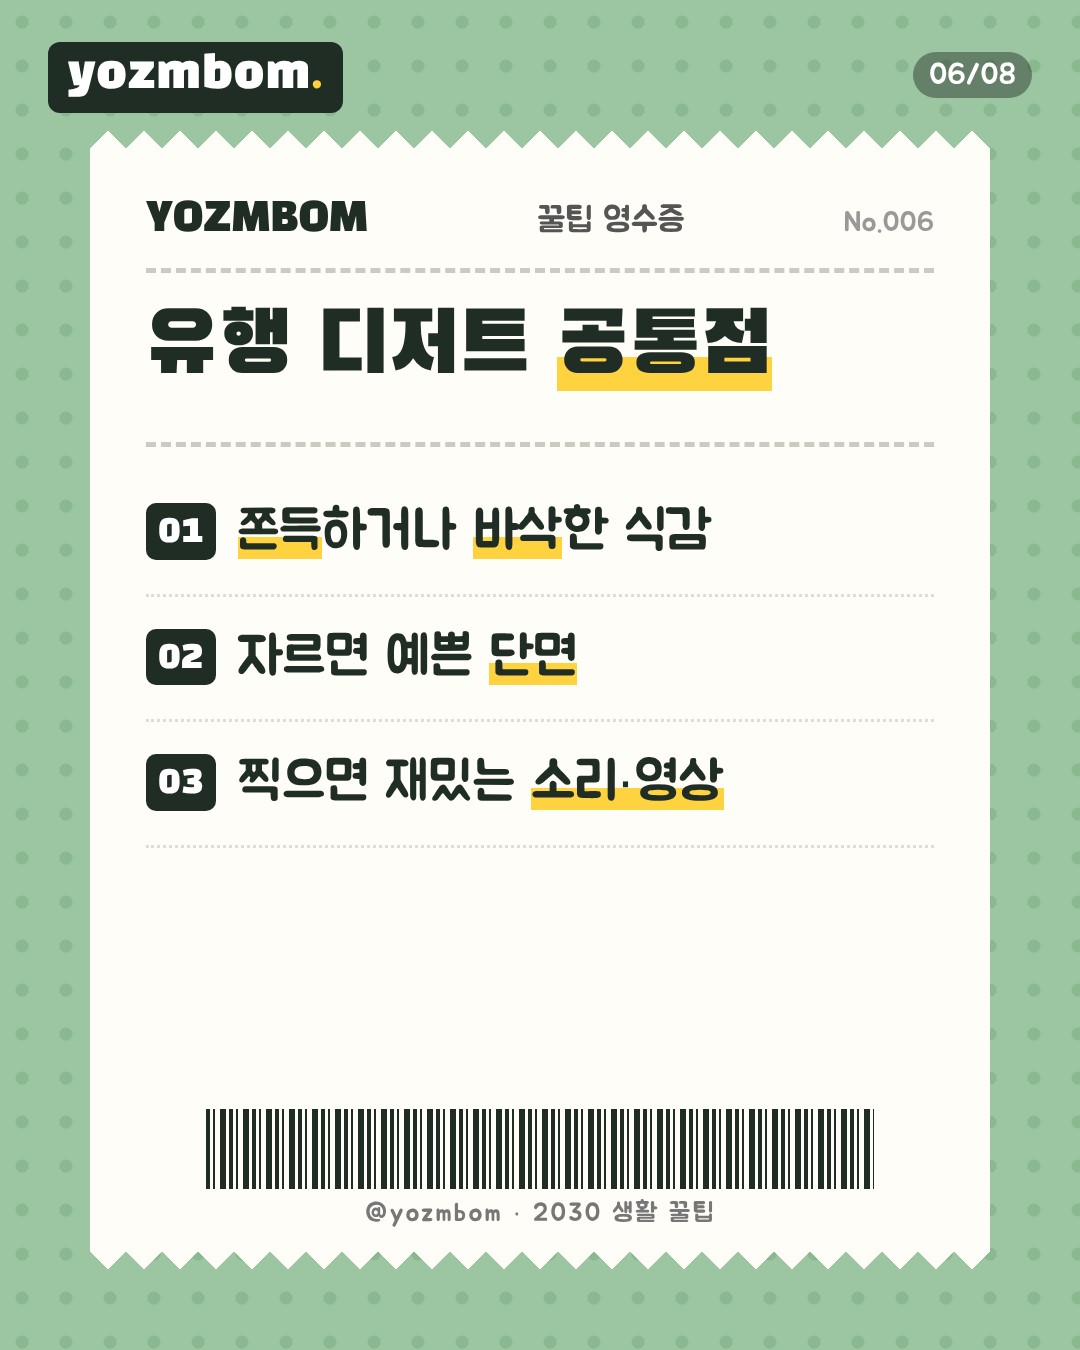 yozmbom.
06/08
YOZMBOM 꿀팁 영수증 No.006
유행 디저트 공통점
01 쫀득하거나 바삭한 식감
02 자르면 예쁜 단면
03 찍으면 재밌는 소리·영상
@yozmbom · 2030 생활 꿀팁